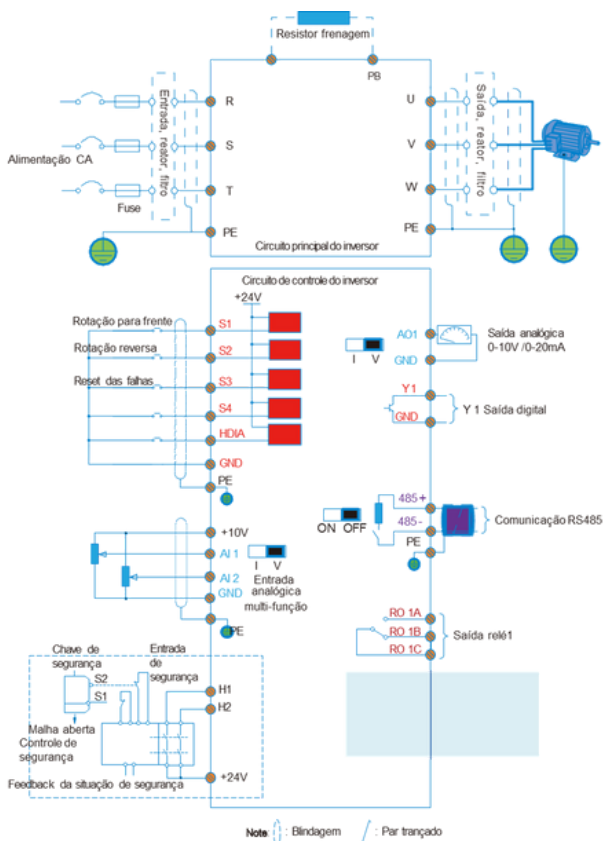 Resistor frenagem
PB
R
S
T
PE
U
V
W
PE
Entrada, reator, filtro
Saída, reator, filtro
Alimentação CA
Fuse
Circuito principal do inversor
Circuito de controle do inversor
+24V
Rotação para frente
S1
Rotação reversa
S2
Reset das falhas
S3
S4
HDIA
GND
PE
AO1
GND
I V
Saída analógica
0-10V /0-20mA
Y1
GND
Y 1 Saída digital
485+
485-
PE
ON OFF
Comunicação RS485
+10V
AI 1
AI 2
GND
PE
I V
Entrada
analógica
multi-função
RO 1A
RO 1B
RO 1C
Saída relé1
Chave de
segurança
Entrada
de
segurança
S2
S1
H1
H2
Malha aberta
Controle de
segurança
+24V
Feedback da situação de segurança
Note: : Blindagem : Par trançado